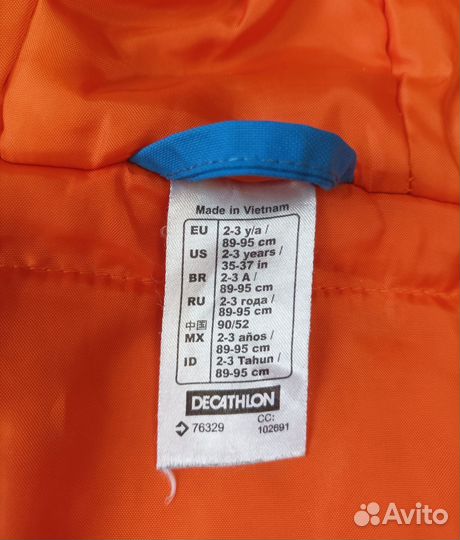 Made in Vietnam
EU 2-3 y/a /
89-95 cm
US 2-3 years /
35-37 in
BR 2-3 A /
89-95 cm
RU 2-3 года /
89-95 cm
中国 90/52
MX 2-3 años /
89-95 cm
ID 2-3 Tahun /
89-95 cm
DECATHLON
76329 CC:
102691
Avito